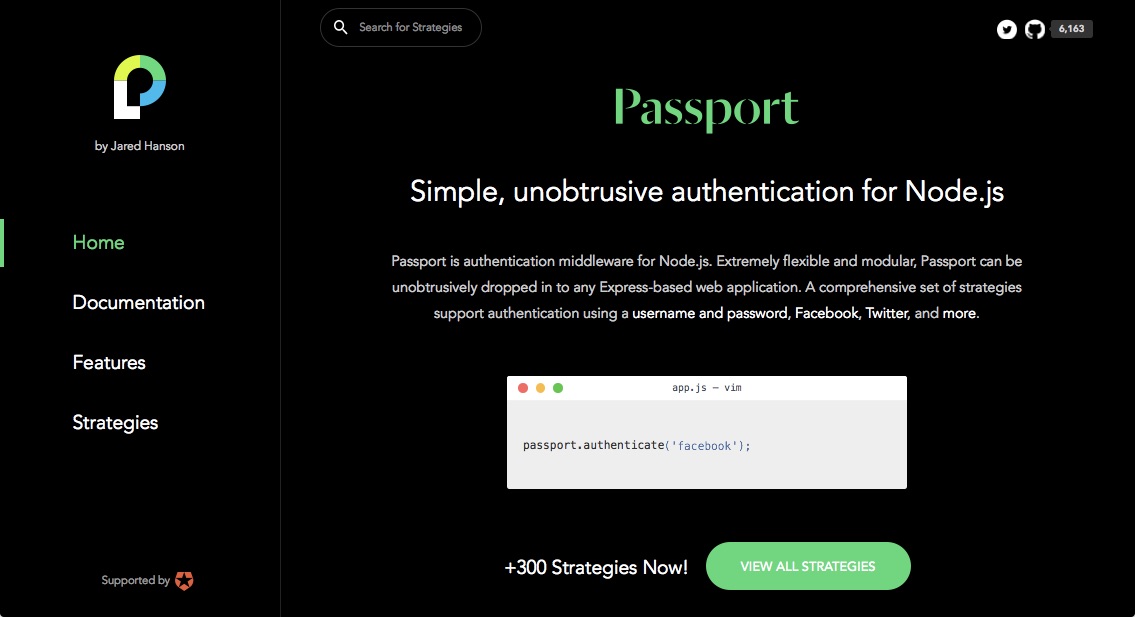 Search for Strategies
6,163
by Jared Hanson
Passport
Simple, unobtrusive authentication for Node.js
Home
Documentation
Features
Strategies
Passport is authentication middleware for Node.js. Extremely flexible and modular, Passport can be
unobtrusively dropped in to any Express-based web application. A comprehensive set of strategies
support authentication using a username and password, Facebook, Twitter, and more.
app.js — vim
passport.authenticate('facebook');
+300 Strategies Now!
VIEW ALL STRATEGIES
Supported by